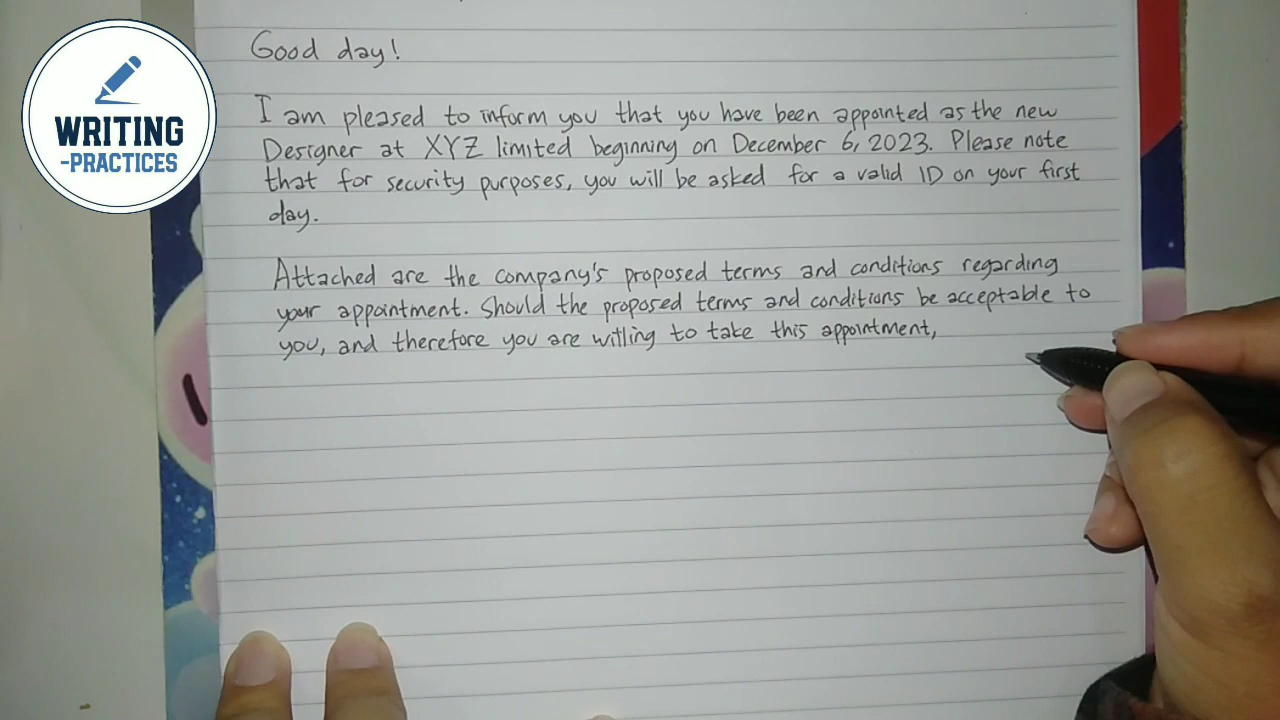 WRITING
-PRACTICES
Good day!
I am pleased to inform you that you have been appointed as the new
Designer at XYZ limited beginning on December 6, 2023. Please note
that for security purposes, you will be asked for a valid ID on your first
day.
Attached are the company's proposed terms and conditions regarding
your appointment. Should the proposed terms and conditions be acceptable to
you, and therefore you are willing to take this appointment,